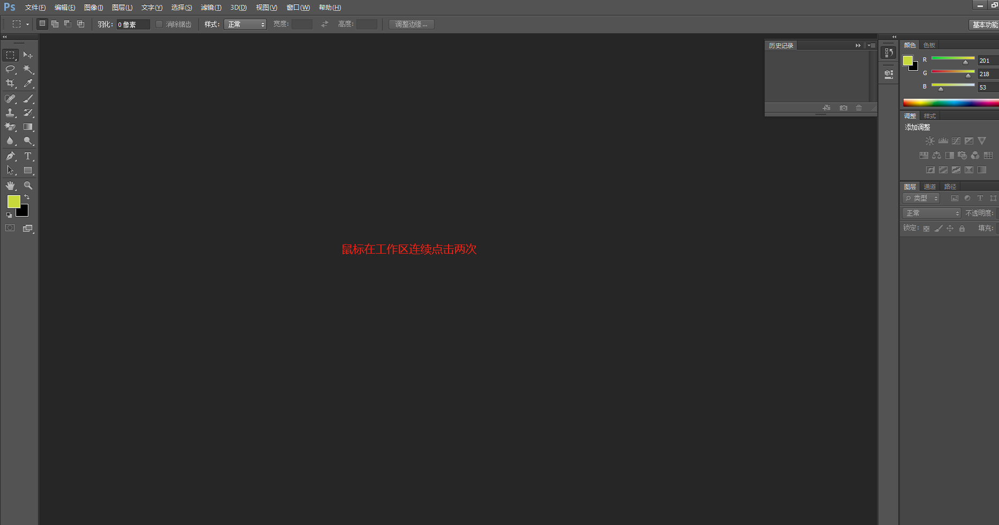 Ps 文件(F) 编辑(E) 图像(I) 图层(L) 文字(Y) 选择(S) 滤镜(T) 3D(D) 视图(V) 窗口(W) 帮助(H)
羽化: 0 像素 消除锯齿 样式: 正常 宽度: 高度: 调整边缘... 基本功能
历史记录
颜色 色板
R 201
G 218
B 53
调整 样式
添加调整
图层 通道 路径
类型
正常 不透明度:
锁定: 填充:
鼠标在工作区连续点击两次